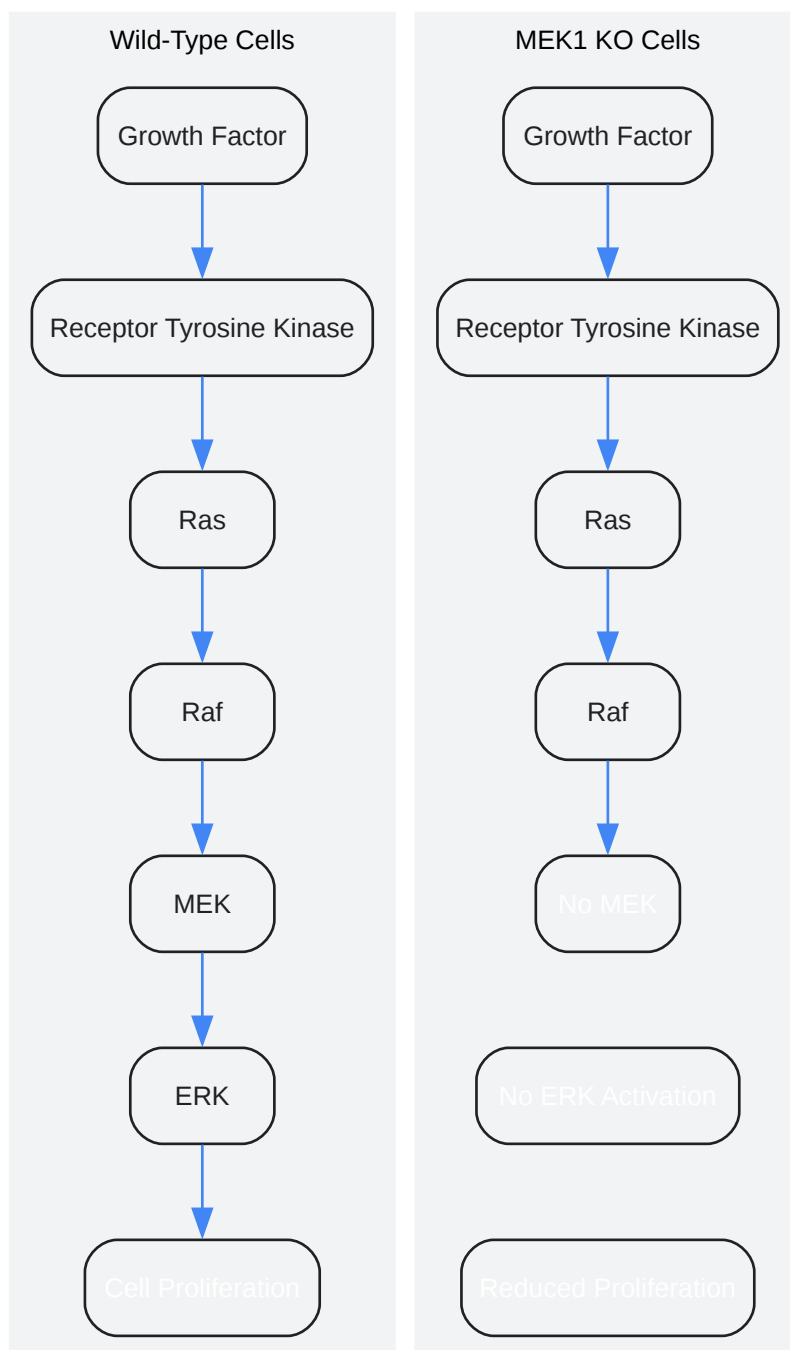 Wild-Type Cells
Growth Factor
Receptor Tyrosine Kinase
Ras
Raf
MEK
ERK
Cell Proliferation
MEK1 KO Cells
Growth Factor
Receptor Tyrosine Kinase
Ras
Raf
No MEK
No ERK Activation
Reduced Proliferation